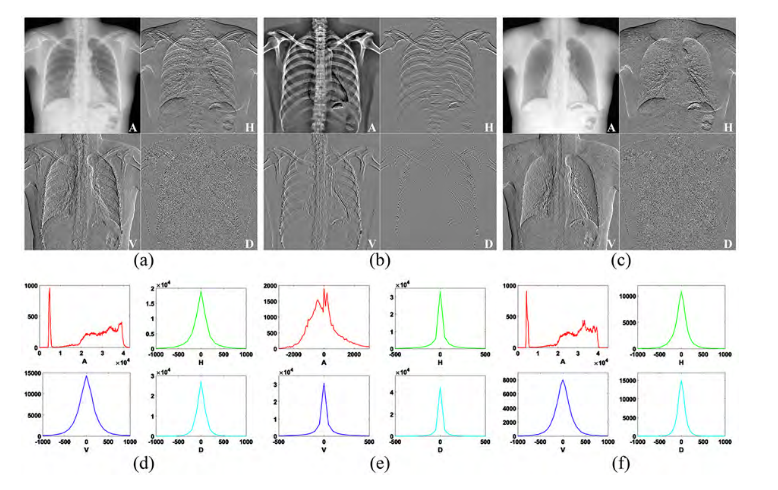 A H A H A H
V D V D V D
(a) (b) (c)
1000 2 ×10⁴ 2000 ×10⁴ 1000
1.5 3 10000
500 1 1000 2 500 5000
0.5 1
0 0 0 0 0 0
0 1 2 3 4 -1000 -500 0 500 1000 -2000 0 2000 -500 0 500 0 1 2 3 4 -1000 -500 0 500 1000
A ×10⁴ H A H A ×10⁴ H
15000 3 ×10⁴ 3 ×10⁴ ×10⁴ 8000 15000
10000 2 2 4 6000 10000
5000 1 1 2 4000 5000
2000
0 0 0 0 0 0
-1000 -500 0 500 1000 -1000 -500 0 500 1000 -500 0 500 -500 0 500 -1000 -500 0 500 1000 -1000 -500 0 500 1000
V D V D V D
(d) (e) (f)